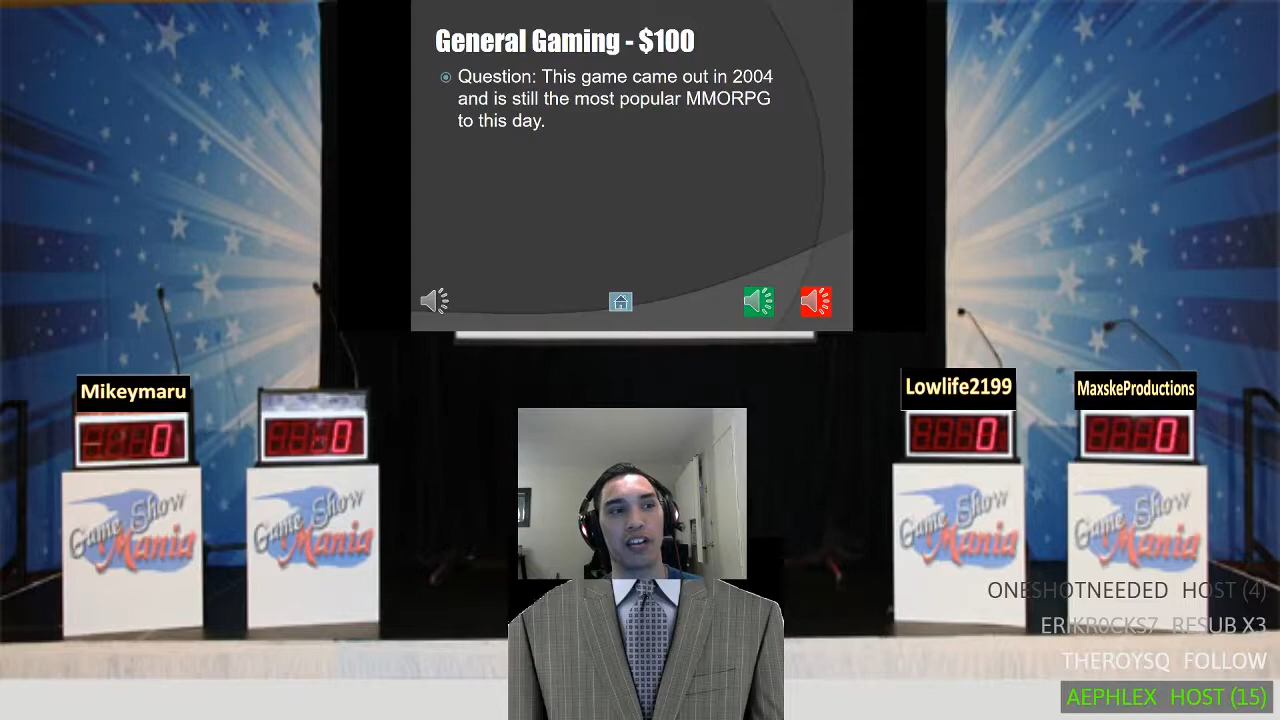 General Gaming - $100
Question: This game came out in 2004
and is still the most popular MMORPG
to this day.
Mikeymaru
0
0
Lowlife2199
0
MaxskeProductions
0
Game Show
Mania
Game Show
Mania
Game Show
Mania
Game Show
Mania
ONESHOTNEEDED HOST (4)
ERIKR0CKS7 RESUB X3
THEROYSQ FOLLOW
AEPHLEX HOST (15)